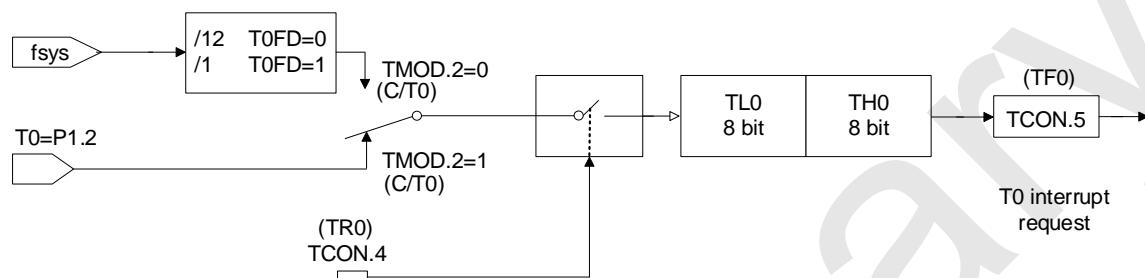 fsys
/12 T0FD=0
/1 T0FD=1
TMOD.2=0
(C/T0)
T0=P1.2
TMOD.2=1
(C/T0)
(TR0)
TCON.4
TL0
8 bit
TH0
8 bit
(TF0)
TCON.5
T0 interrupt
request